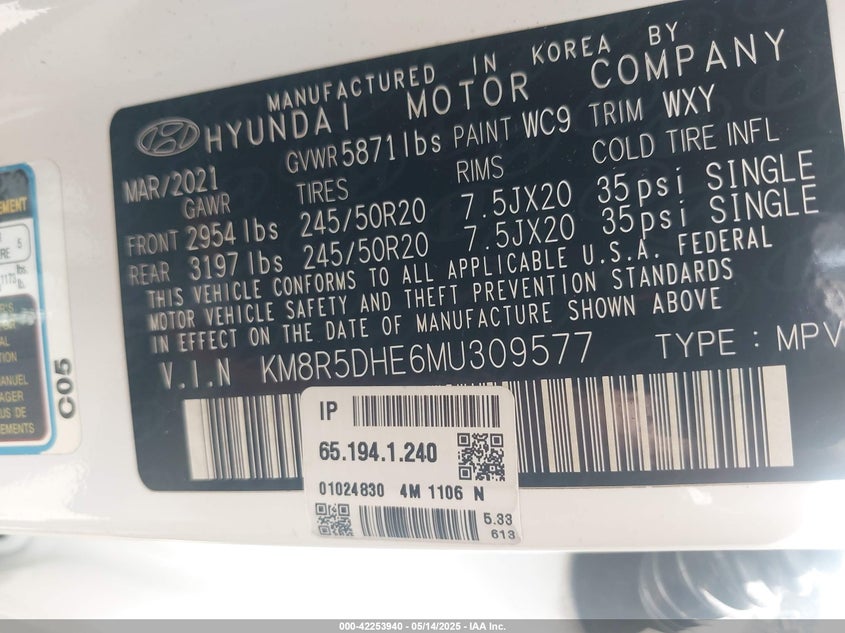 MANUFACTURED IN KOREA BY
HYUNDAI MOTOR COMPANY
MAR/2021 GVWR 5871 lbs PAINT WC9 TRIM WXY
GAWR TIRES RIMS COLD TIRE INFL
FRONT 2954 lbs 245/50R20 7.5JX20 35psi SINGLE
REAR 3197 lbs 245/50R20 7.5JX20 35psi SINGLE
THIS VEHICLE CONFORMS TO ALL APPLICABLE U.S.A. FEDERAL
MOTOR VEHICLE SAFETY AND THEFT PREVENTION STANDARDS
IN EFFECT ON THE DATE OF MANUFACTURE SHOWN ABOVE
V.I.N KM8R5DHE6MU309577 TYPE : MPV
IP
65.194.1.240
01024830 4M 1106 N
5.33
613
C05
5
MANUEL
EMENTS
000-42253940 - 05/14/2025 - IAA Inc.